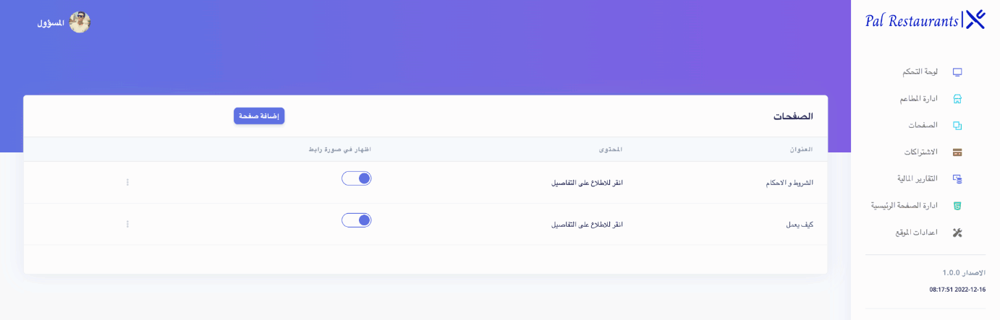 Pal Restaurants
لوحة التحكم
ادارة المطاعم
الصفحات
الاشتراكات
التقارير المالية
ادارة الصفحة الرئيسية
اعدادات الموقع
الاصدار 1.0.0
08:17:51 2022-12-16
المسؤول
الصفحات
إضافة صفحة
العنوان المحتوى اظهار في صورة رابط
الشروط و الاحكام انقر للاطلاع على التفاصيل
كيف يعمل انقر للاطلاع على التفاصيل